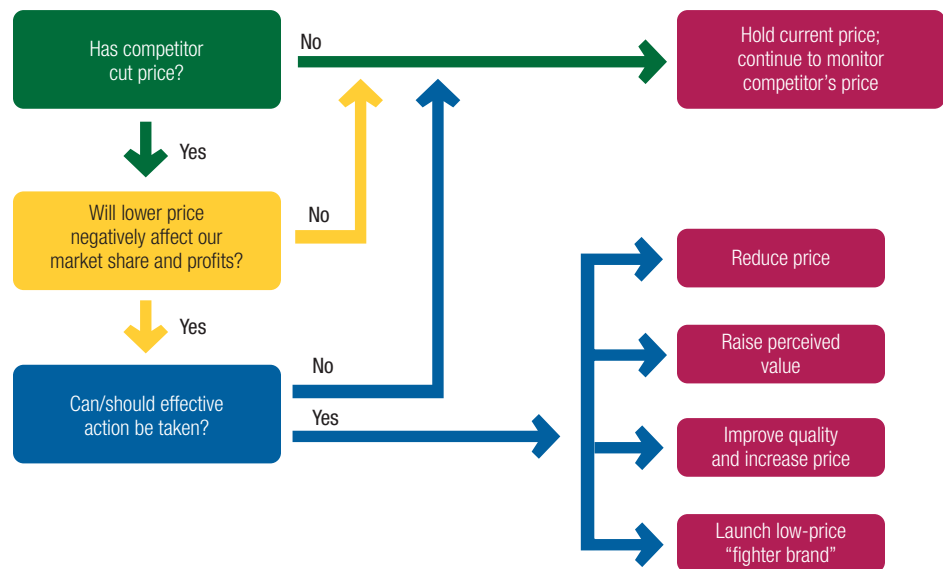 Has competitor
cut price?
No
Hold current price;
continue to monitor
competitor's price
Yes
Will lower price
negatively affect our
market share and profits?
No
Yes
Can/should effective
action be taken?
No
Yes
Reduce price
Raise perceived
value
Improve quality
and increase price
Launch low-price
“fighter brand”